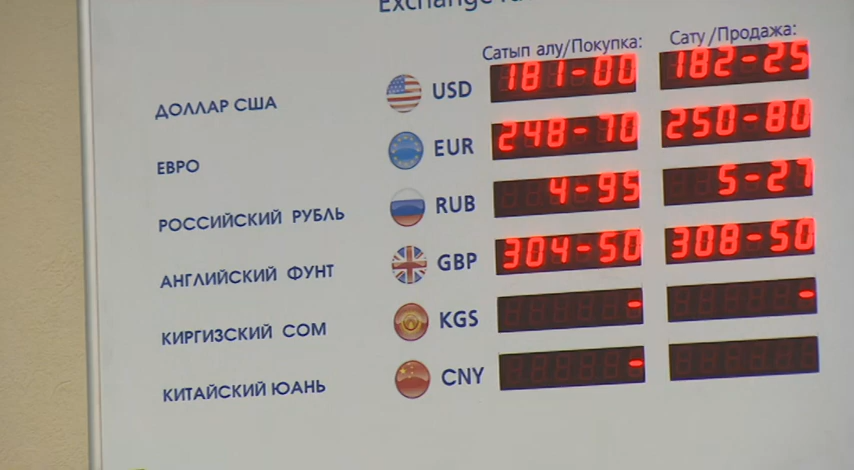 Exchange
Сатып алу/Покупка: Сату/Продажа:
ДОЛЛАР США USD 181-00 182-25
ЕВРО EUR 248-70 250-80
РОССИЙСКИЙ РУБЛЬ RUB 4-95 5-27
АНГЛИЙСКИЙ ФУНТ GBP 304-50 308-50
КИРГИЗСКИЙ СОМ KGS - -
КИТАЙСКИЙ ЮАНЬ CNY -